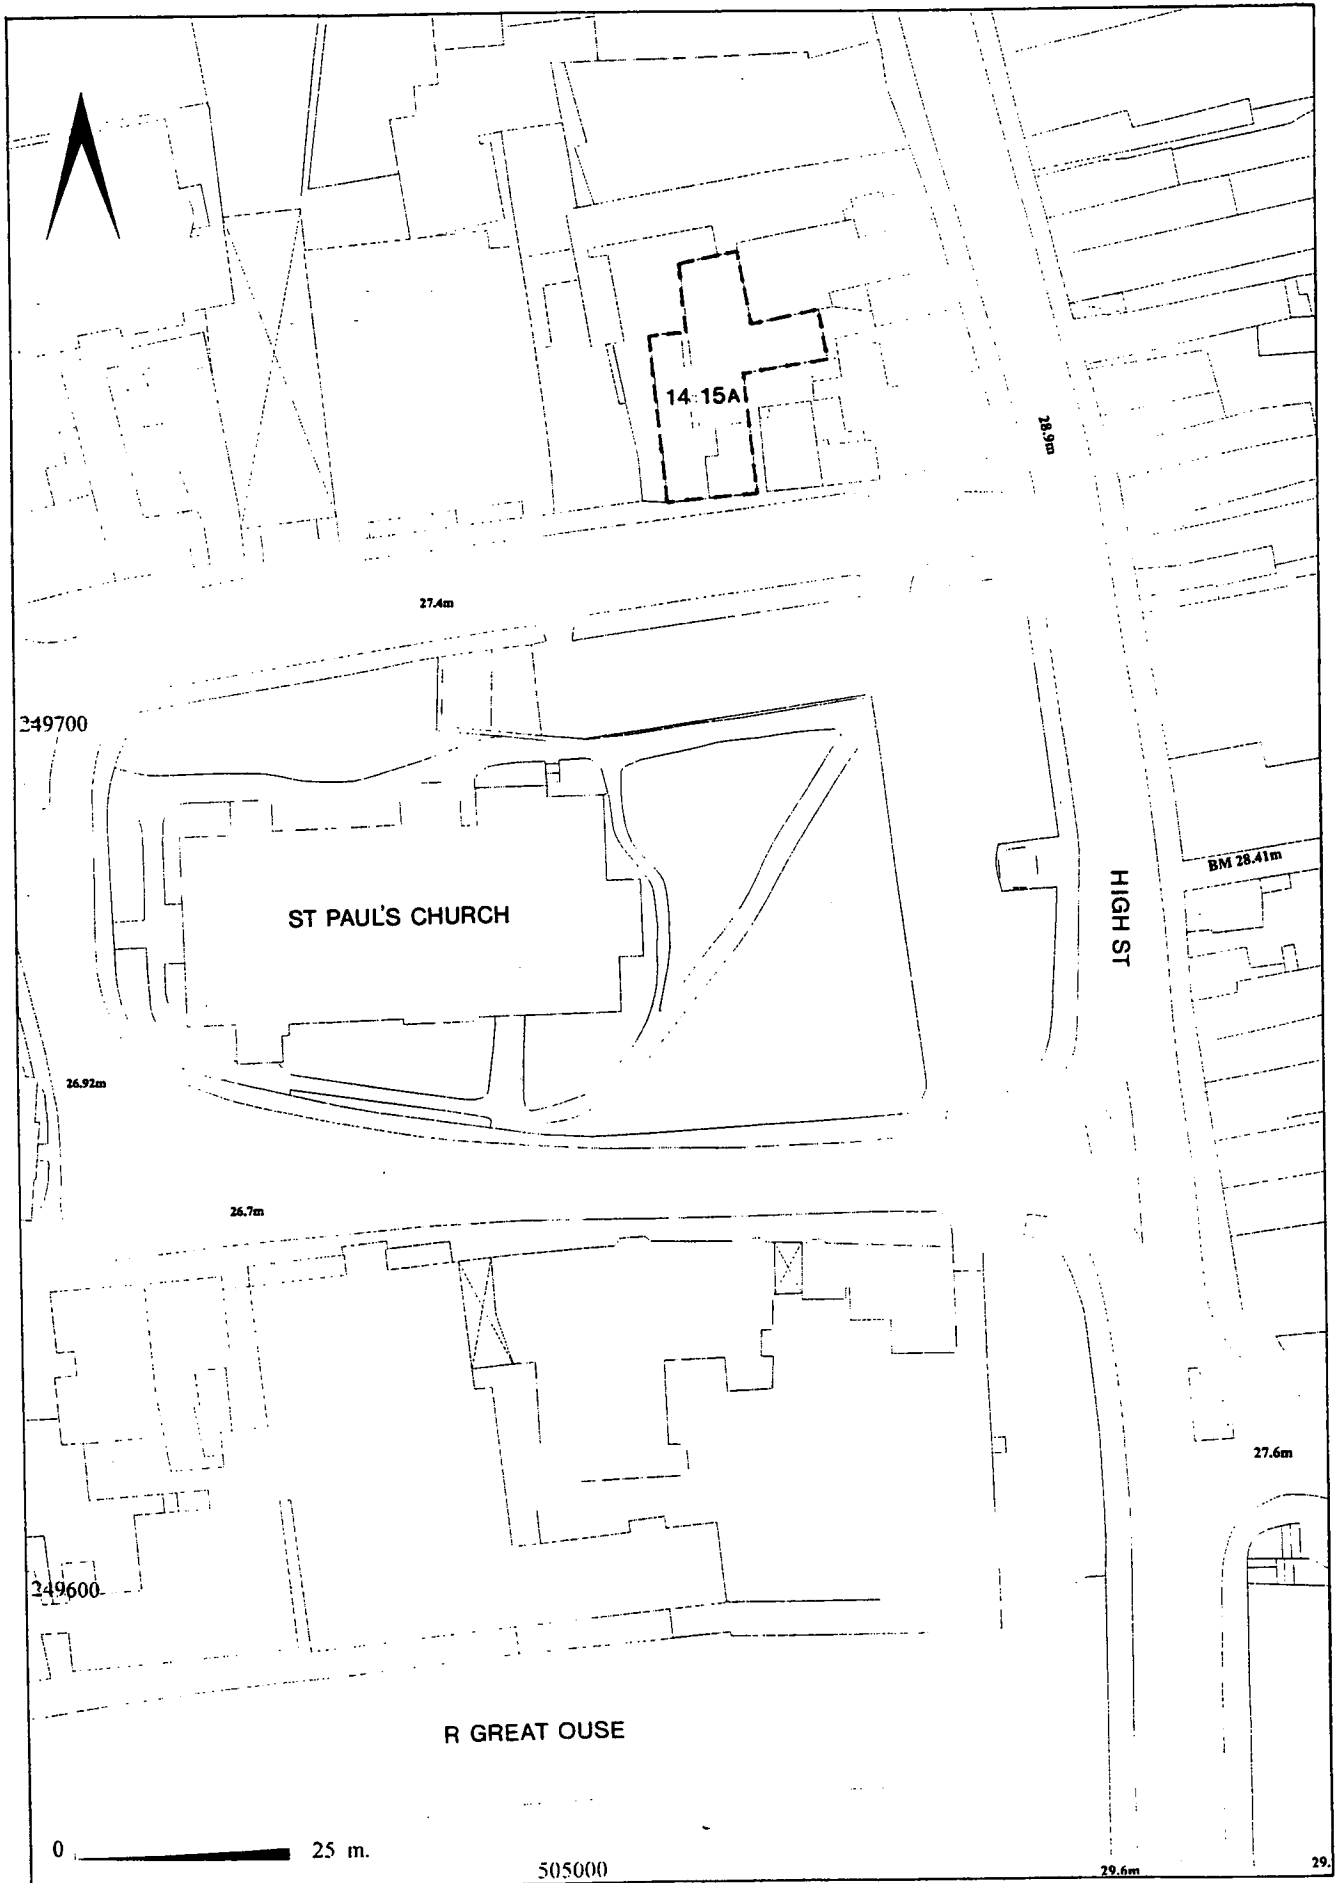 14:15A
28.9m
27.4m
249700
BM 28.41m
HIGH ST
ST PAUL'S CHURCH
26.92m
26.7m
27.6m
249600
R GREAT OUSE
0 25 m.
505000
29.6m
29.